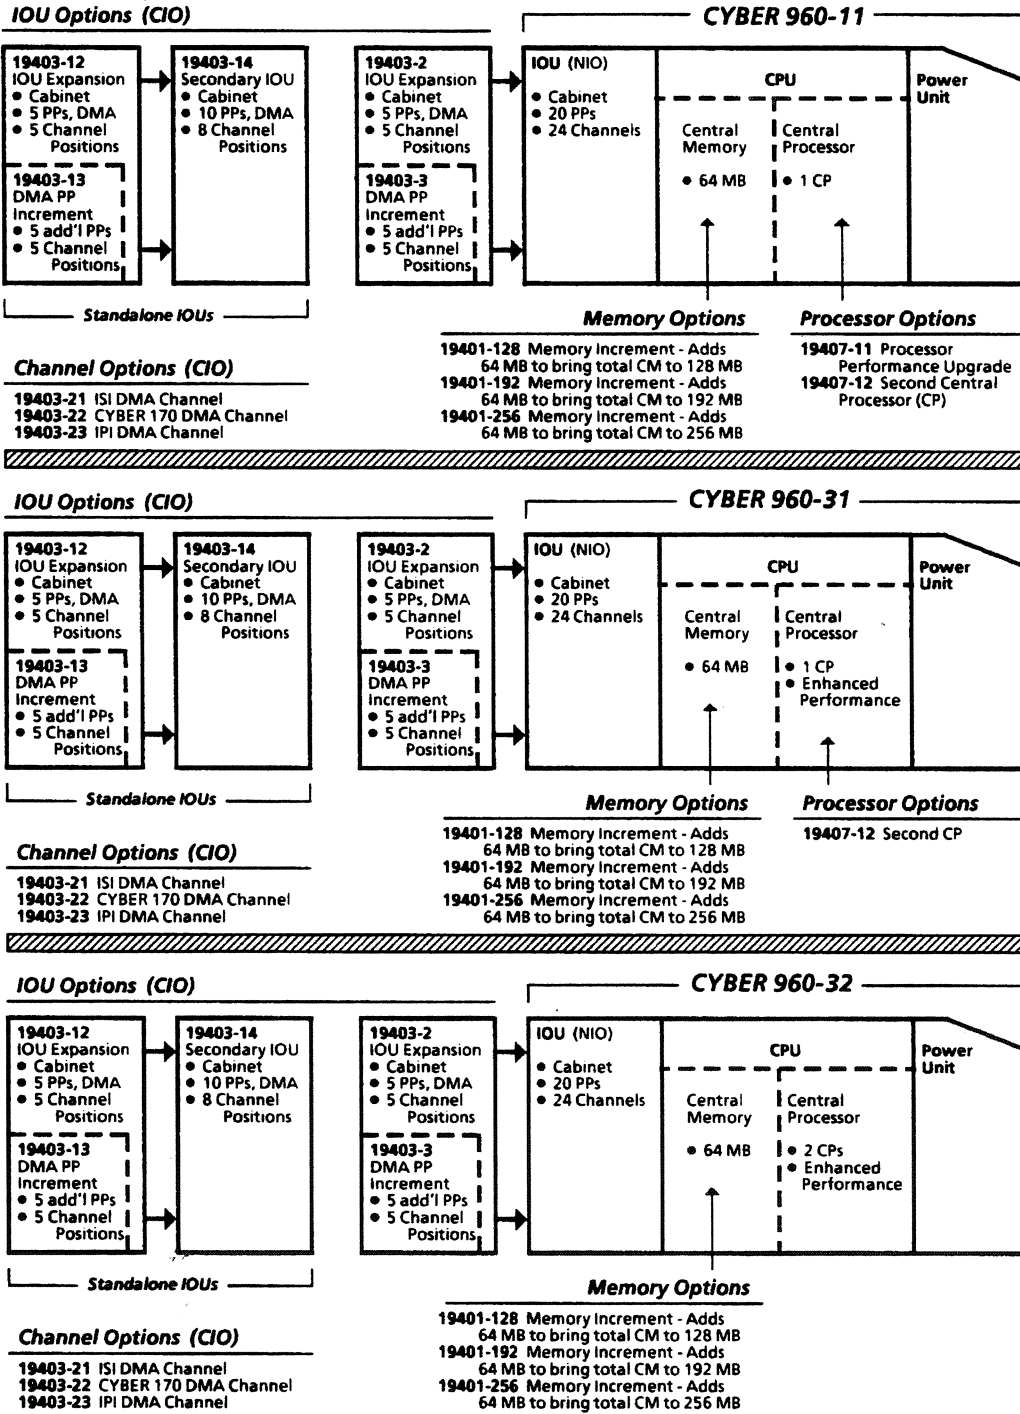 IOU Options (CIO)
CYBER 960-11
19403-12
IOU Expansion
• Cabinet
• 5 PPs, DMA
• 5 Channel
Positions
19403-13
DMA PP
Increment
• 5 add'l PPs
• 5 Channel
Positions
19403-14
Secondary IOU
• Cabinet
• 10 PPs, DMA
• 8 Channel
Positions
19403-2
IOU Expansion
• Cabinet
• 5 PPs, DMA
• 5 Channel
Positions
19403-3
DMA PP
Increment
• 5 add'l PPs
• 5 Channel
Positions
IOU (NIO)
• Cabinet
• 20 PPs
• 24 Channels
CPU
Central
Memory
• 64 MB
Central
Processor
• 1 CP
Power
Unit
Standalone IOUs
Channel Options (CIO)
19403-21 ISI DMA Channel
19403-22 CYBER 170 DMA Channel
19403-23 IPI DMA Channel
Memory Options
19401-128 Memory Increment - Adds
64 MB to bring total CM to 128 MB
19401-192 Memory Increment - Adds
64 MB to bring total CM to 192 MB
19401-256 Memory Increment - Adds
64 MB to bring total CM to 256 MB
Processor Options
19407-11 Processor
Performance Upgrade
19407-12 Second Central
Processor (CP)
IOU Options (CIO)
CYBER 960-31
19403-12
IOU Expansion
• Cabinet
• 5 PPs, DMA
• 5 Channel
Positions
19403-13
DMA PP
Increment
• 5 add'l PPs
• 5 Channel
Positions
19403-14
Secondary IOU
• Cabinet
• 10 PPs, DMA
• 8 Channel
Positions
19403-2
IOU Expansion
• Cabinet
• 5 PPs, DMA
• 5 Channel
Positions
19403-3
DMA PP
Increment
• 5 add'l PPs
• 5 Channel
Positions
IOU (NIO)
• Cabinet
• 20 PPs
• 24 Channels
CPU
Central
Memory
• 64 MB
Central
Processor
• 1 CP
• Enhanced
Performance
Power
Unit
Standalone IOUs
Channel Options (CIO)
19403-21 ISI DMA Channel
19403-22 CYBER 170 DMA Channel
19403-23 IPI DMA Channel
Memory Options
19401-128 Memory Increment - Adds
64 MB to bring total CM to 128 MB
19401-192 Memory Increment - Adds
64 MB to bring total CM to 192 MB
19401-256 Memory Increment - Adds
64 MB to bring total CM to 256 MB
Processor Options
19407-12 Second CP
IOU Options (CIO)
CYBER 960-32
19403-12
IOU Expansion
• Cabinet
• 5 PPs, DMA
• 5 Channel
Positions
19403-13
DMA PP
Increment
• 5 add'l PPs
• 5 Channel
Positions
19403-14
Secondary IOU
• Cabinet
• 10 PPs, DMA
• 8 Channel
Positions
19403-2
IOU Expansion
• Cabinet
• 5 PPs, DMA
• 5 Channel
Positions
19403-3
DMA PP
Increment
• 5 add'l PPs
• 5 Channel
Positions
IOU (NIO)
• Cabinet
• 20 PPs
• 24 Channels
CPU
Central
Memory
• 64 MB
Central
Processor
• 2 CPs
• Enhanced
Performance
Power
Unit
Standalone IOUs
Channel Options (CIO)
19403-21 ISI DMA Channel
19403-22 CYBER 170 DMA Channel
19403-23 IPI DMA Channel
Memory Options
19401-128 Memory Increment - Adds
64 MB to bring total CM to 128 MB
19401-192 Memory Increment - Adds
64 MB to bring total CM to 192 MB
19401-256 Memory Increment - Adds
64 MB to bring total CM to 256 MB